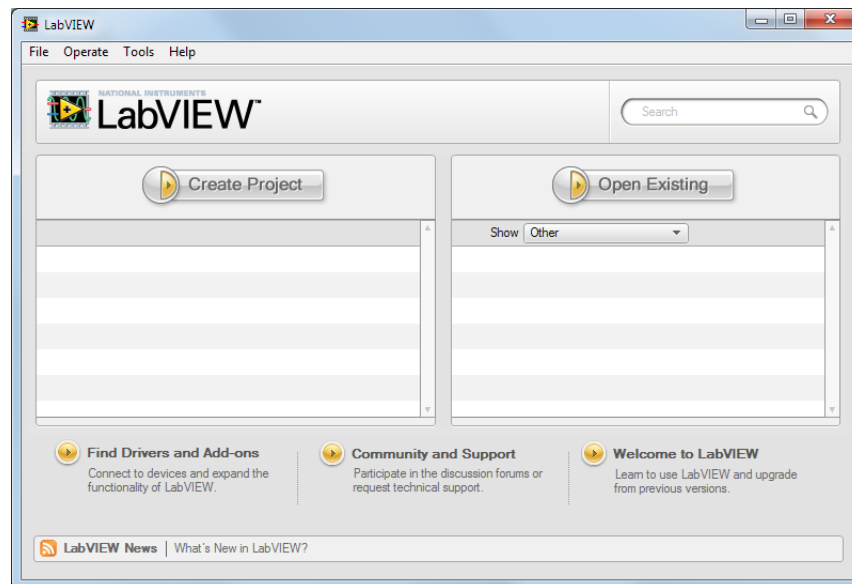 LabVIEW
File Operate Tools Help
NATIONAL INSTRUMENTS
LabVIEW™
Search
Create Project
Open Existing
Show Other
Find Drivers and Add-ons
Connect to devices and expand the
functionality of LabVIEW.
Community and Support
Participate in the discussion forums or
request technical support.
Welcome to LabVIEW
Learn to use LabVIEW and upgrade
from previous versions.
LabVIEW News | What's New in LabVIEW?